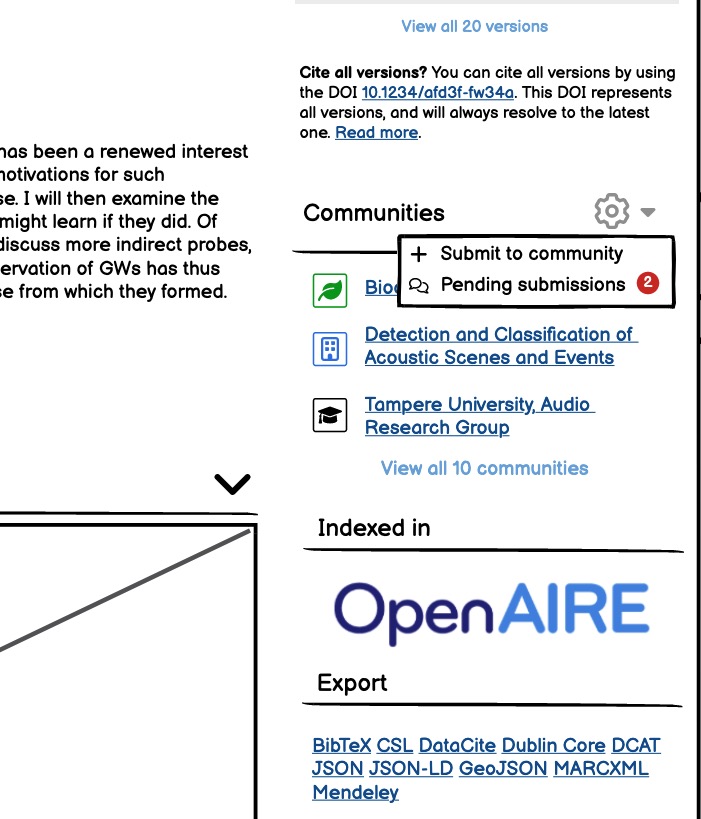 View all 20 versions
Cite all versions? You can cite all versions by using
the DOI 10.1234/afd3f-fw34a. This DOI represents
all versions, and will always resolve to the latest
one. Read more.
has been a renewed interest
motivations for such
se. I will then examine the
might learn if they did. Of
discuss more indirect probes,
ervation of GWs has thus
se from which they formed.
Communities
+ Submit to community
Pending submissions 2
Detection and Classification of
Acoustic Scenes and Events
Tampere University, Audio
Research Group
View all 10 communities
Indexed in
OpenAIRE
Export
BibTeX CSL DataCite Dublin Core DCAT
JSON JSON-LD GeoJSON MARCXML
Mendeley